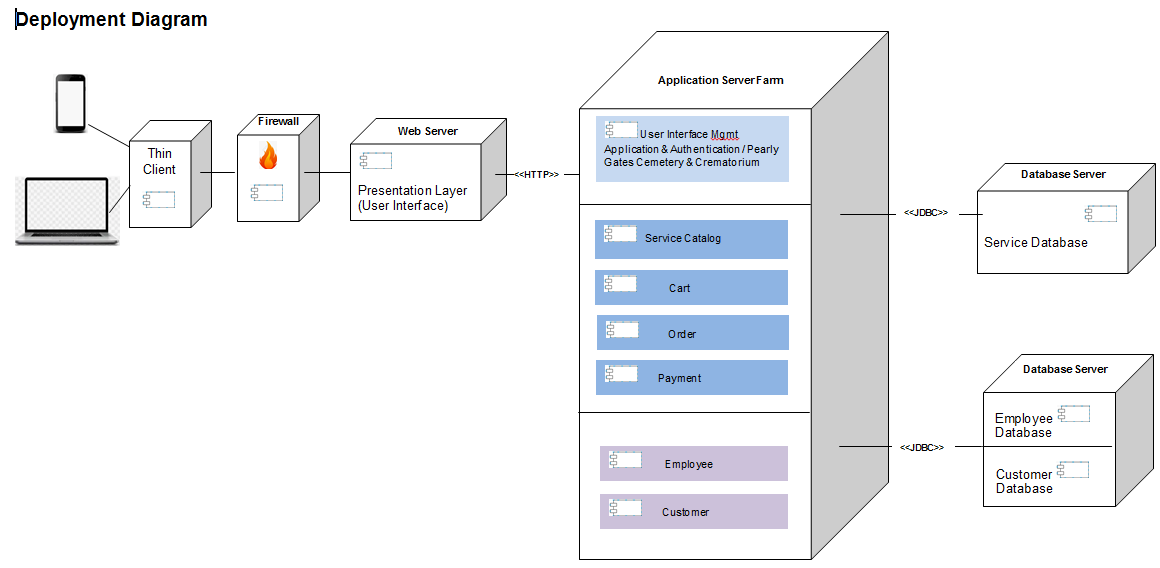 Deployment Diagram
Thin
Client
Firewall
Web Server
Presentation Layer
(User Interface)
<<HTTP>>
Application Server Farm
User Interface Mgmt
Application & Authentication / Pearly
Gates Cemetery & Crematorium
Service Catalog
Cart
Order
Payment
Employee
Customer
<<JDBC>>
Database Server
Service Database
<<JDBC>>
Database Server
Employee
Database
Customer
Database